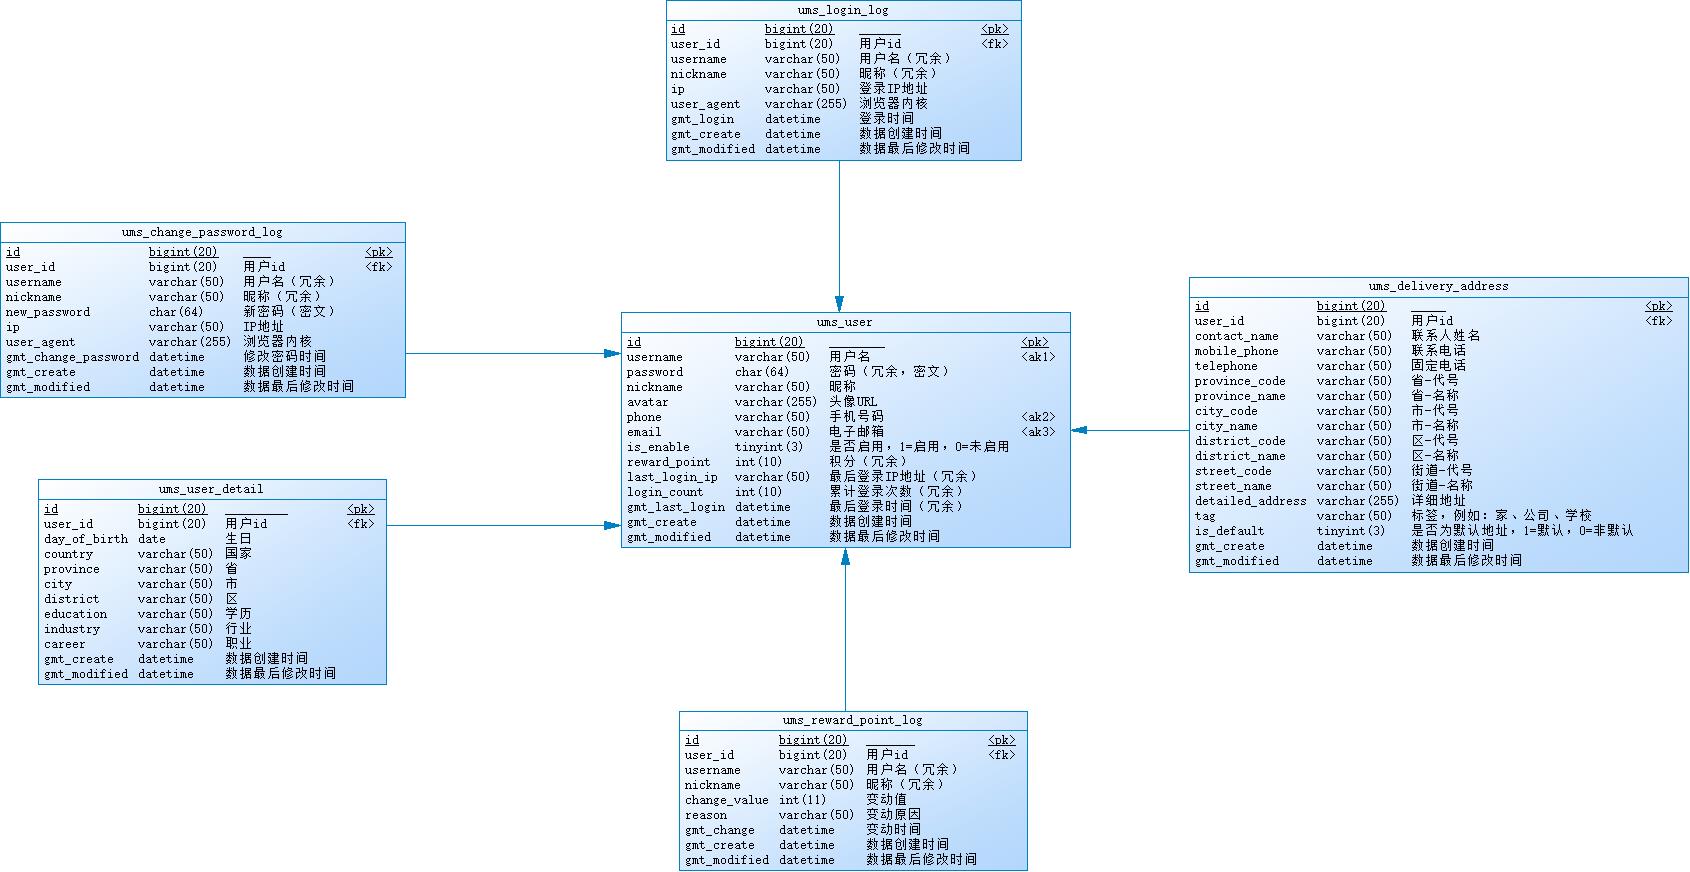 ums_login_log
id bigint(20) ______ <pk>
user_id bigint(20) 用户id <fk>
username varchar(50) 用户名（冗余）
nickname varchar(50) 昵称（冗余）
ip varchar(50) 登录IP地址
user_agent varchar(255) 浏览器内核
gmt_login datetime 登录时间
gmt_create datetime 数据创建时间
gmt_modified datetime 数据最后修改时间
ums_change_password_log
id bigint(20) ____ <pk>
user_id bigint(20) 用户id <fk>
username varchar(50) 用户名（冗余）
nickname varchar(50) 昵称（冗余）
new_password char(64) 新密码（密文）
ip varchar(50) IP地址
user_agent varchar(255) 浏览器内核
gmt_change_password datetime 修改密码时间
gmt_create datetime 数据创建时间
gmt_modified datetime 数据最后修改时间
ums_user
id bigint(20) ________ <pk>
username varchar(50) 用户名 <ak1>
password char(64) 密码（冗余，密文）
nickname varchar(50) 昵称
avatar varchar(255) 头像URL
phone varchar(50) 手机号码 <ak2>
email varchar(50) 电子邮箱 <ak3>
is_enable tinyint(3) 是否启用，1=启用，0=未启用
reward_point int(10) 积分（冗余）
last_login_ip varchar(50) 最后登录IP地址（冗余）
login_count int(10) 累计登录次数（冗余）
gmt_last_login datetime 最后登录时间（冗余）
gmt_create datetime 数据创建时间
gmt_modified datetime 数据最后修改时间
ums_delivery_address
id bigint(20) _____ <pk>
user_id bigint(20) 用户id <fk>
contact_name varchar(50) 联系人姓名
mobile_phone varchar(50) 联系电话
telephone varchar(50) 固定电话
province_code varchar(50) 省-代号
province_name varchar(50) 省-名称
city_code varchar(50) 市-代号
city_name varchar(50) 市-名称
district_code varchar(50) 区-代号
district_name varchar(50) 区-名称
street_code varchar(50) 街道-代号
street_name varchar(50) 街道-名称
detailed_address varchar(255) 详细地址
tag varchar(50) 标签，例如：家、公司、学校
is_default tinyint(3) 是否为默认地址，1=默认，0=非默认
gmt_create datetime 数据创建时间
gmt_modified datetime 数据最后修改时间
ums_user_detail
id bigint(20) _________ <pk>
user_id bigint(20) 用户id <fk>
day_of_birth date 生日
country varchar(50) 国家
province varchar(50) 省
city varchar(50) 市
district varchar(50) 区
education varchar(50) 学历
industry varchar(50) 行业
career varchar(50) 职业
gmt_create datetime 数据创建时间
gmt_modified datetime 数据最后修改时间
ums_reward_point_log
id bigint(20) _______ <pk>
user_id bigint(20) 用户id <fk>
username varchar(50) 用户名（冗余）
nickname varchar(50) 昵称（冗余）
change_value int(11) 变动值
reason varchar(50) 变动原因
gmt_change datetime 变动时间
gmt_create datetime 数据创建时间
gmt_modified datetime 数据最后修改时间